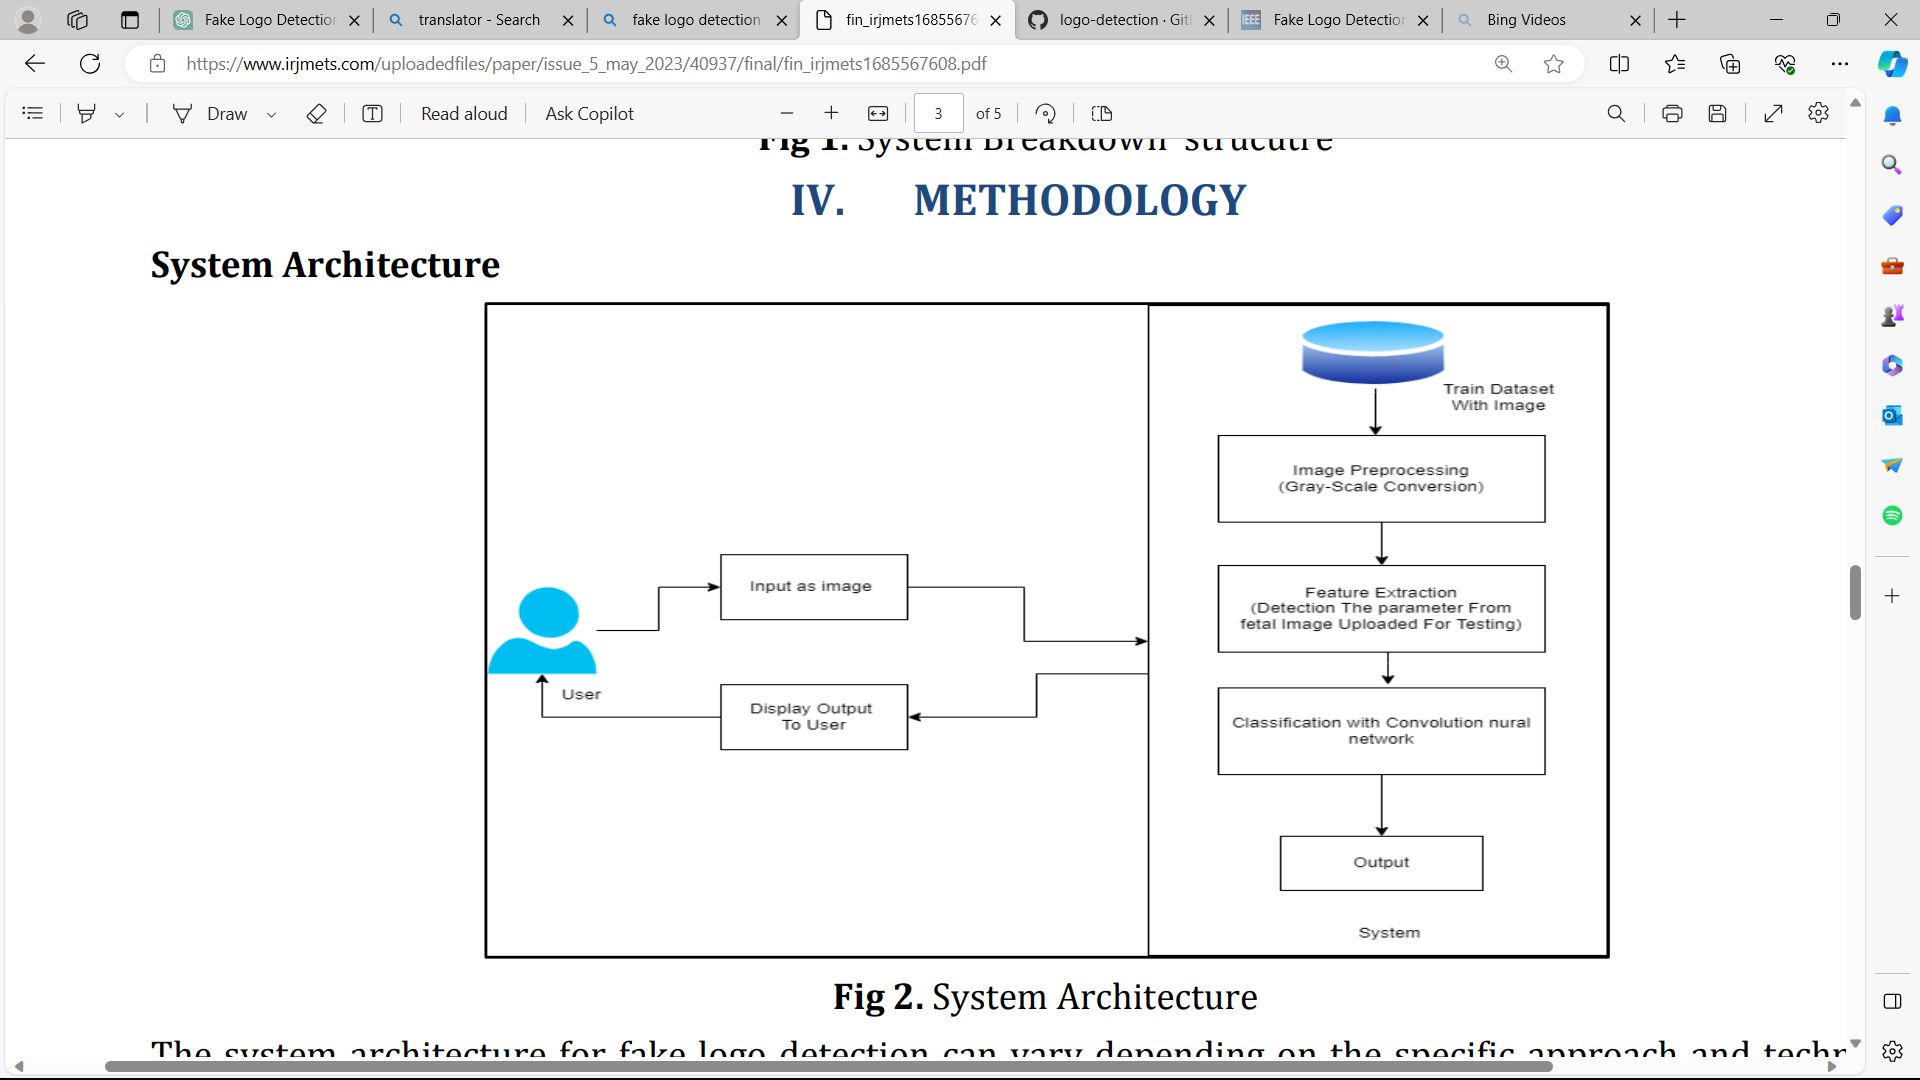 Fake Logo Detection
translator - Search
fake logo detection
fin_irjmets16855676
logo-detection · Git
Fake Logo Detection
Bing Videos
https://www.irjmets.com/uploadedfiles/paper/issue_5_may_2023/40937/final/fin_irjmets1685567608.pdf
Draw
Read aloud
Ask Copilot
3 of 5
Fig 1. System Breakdown strucutre
IV. METHODOLOGY
System Architecture
Train Dataset
With Image
Image Preprocessing
(Gray-Scale Conversion)
Feature Extraction
(Detection The parameter From
fetal Image Uploaded For Testing)
Classification with Convolution nural
network
Output
System
Input as image
User
Display Output
To User
Fig 2. System Architecture
The system architecture for fake logo detection can vary depending on the specific approach and techr